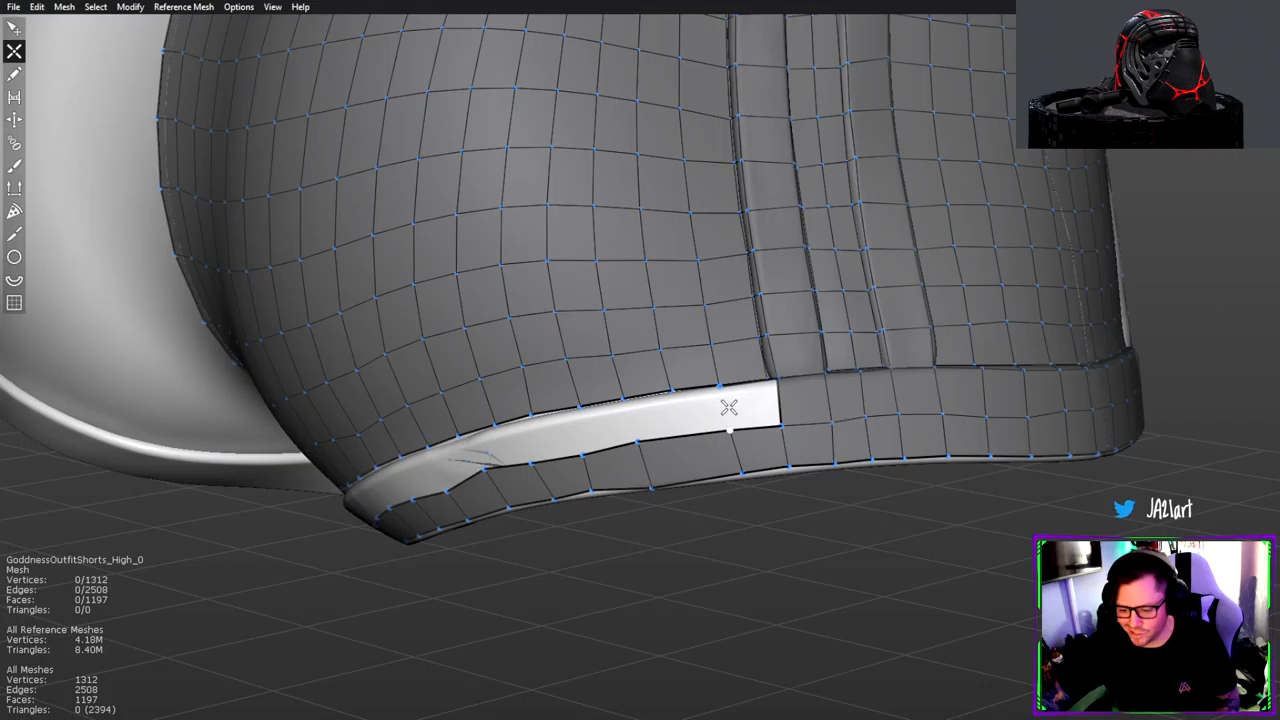 File Edit Mesh Select Modify Reference Mesh Options View Help
JA21art
GoddnessOutfitShorts_High_0
Mesh
Vertices: 0/1312
Edges: 0/2508
Faces: 0/1197
Triangles: 0/0
All Reference Meshes
Vertices: 4.18M
Triangles: 8.40M
All Meshes
Vertices: 1312
Edges: 2508
Faces: 1197
Triangles: 0 (2394)